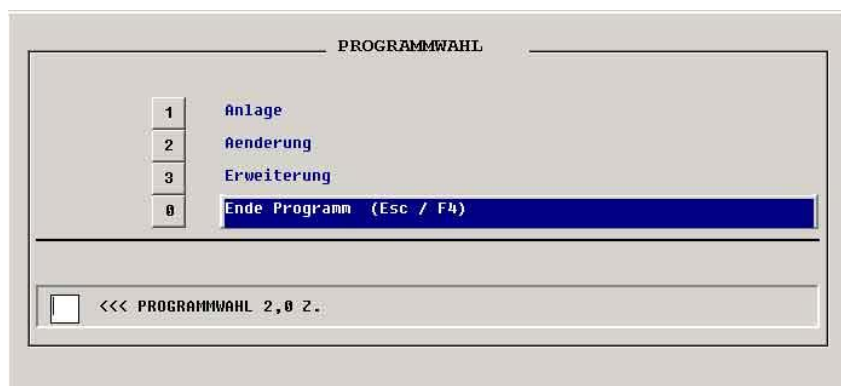 PROGRAMMWAHL
1 Anlage
2 Aenderung
3 Erweiterung
0 Ende Programm (Esc / F4)
<<< PROGRAMMWAHL 2,0 Z.